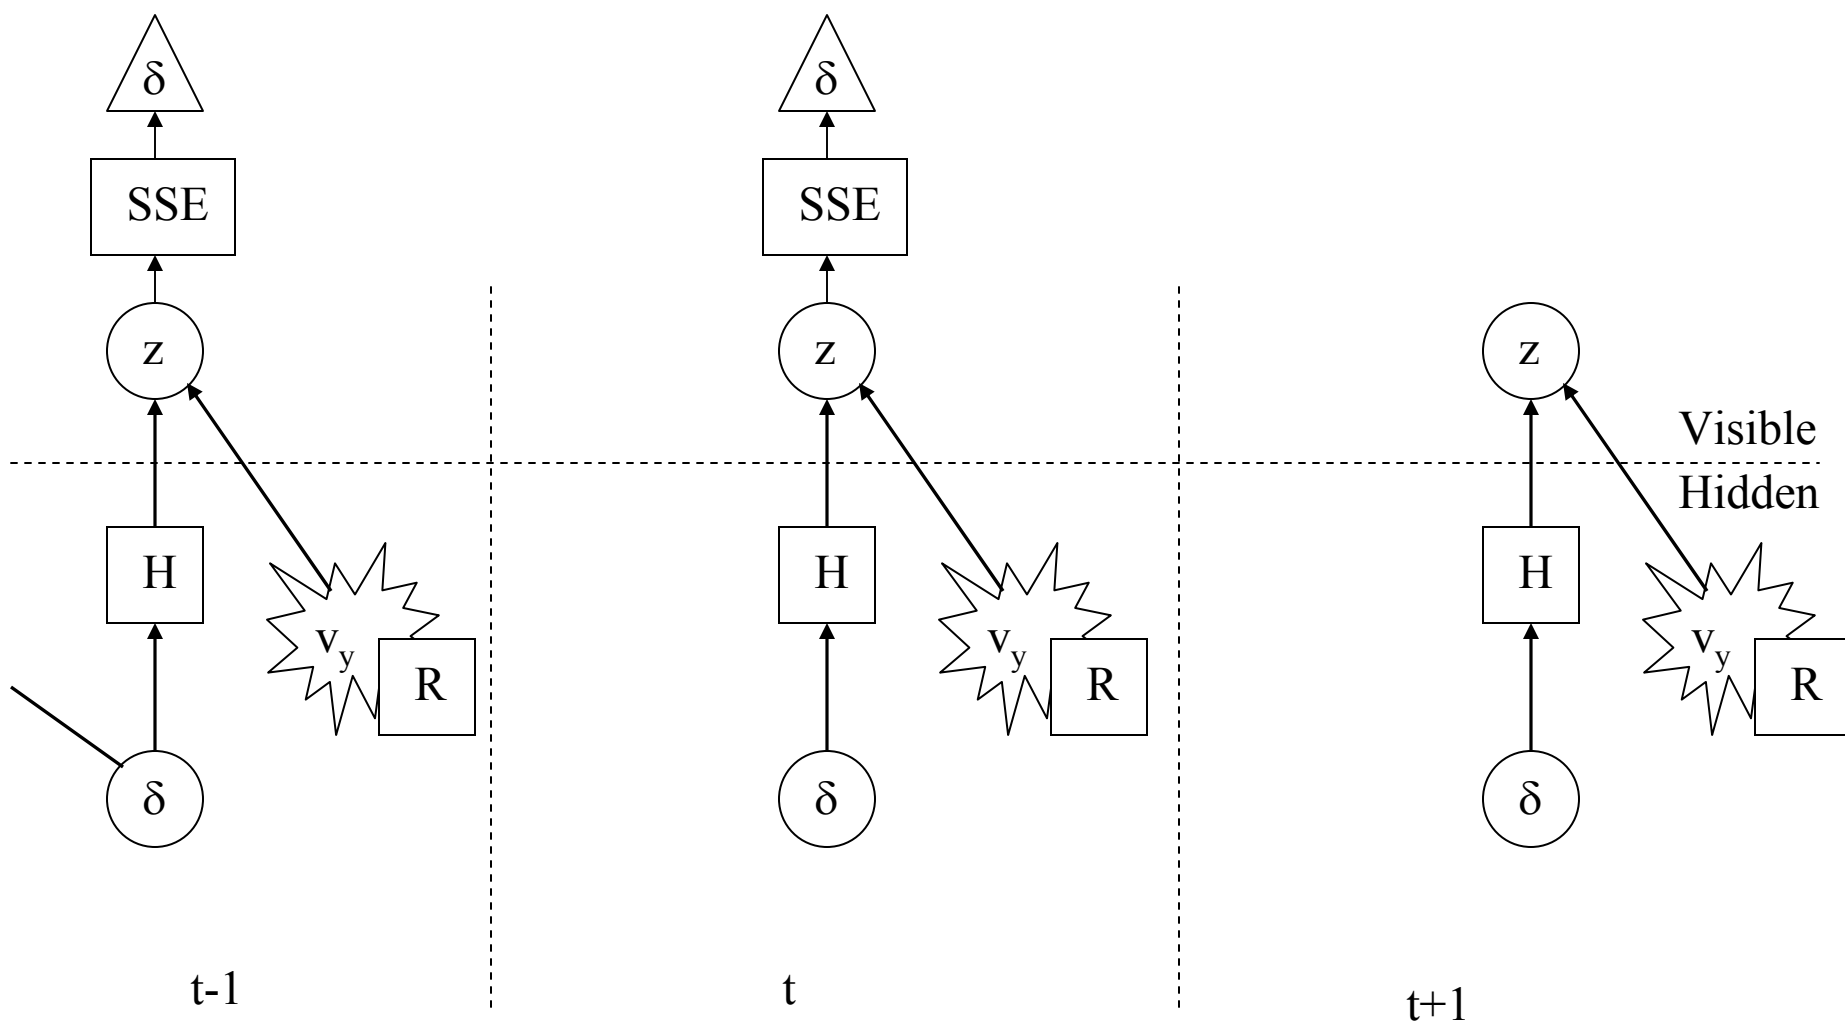 δ δ
SSE SSE
z z z
Visible
Hidden
H H H
v_y R v_y R v_y R
δ δ δ
t-1 t t+1